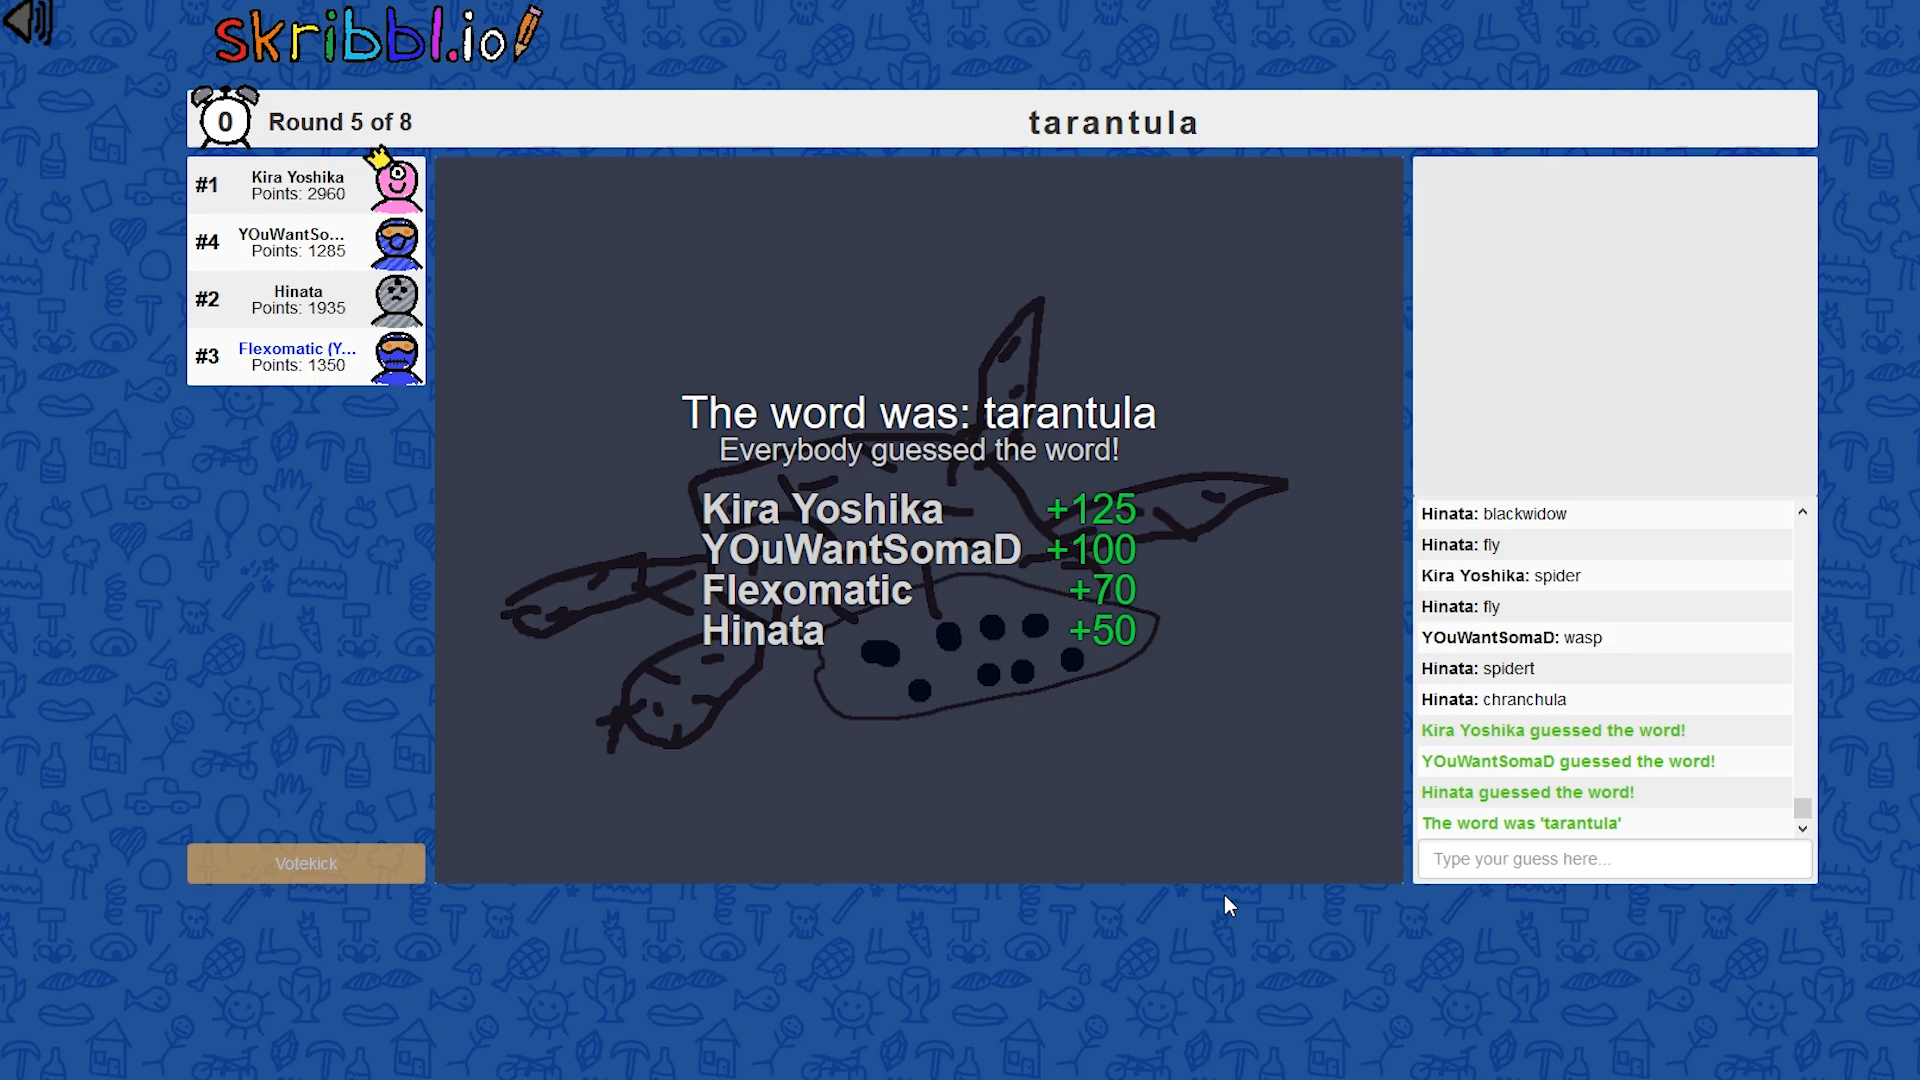 skribbl.io
0
Round 5 of 8
tarantula
#1
Kira Yoshika
Points: 2960
#4
YOuWantSo...
Points: 1285
#2
Hinata
Points: 1935
#3
Flexomatic (Y...
Points: 1350
Votekick
The word was: tarantula
Everybody guessed the word!
Kira Yoshika +125
YOuWantSomaD +100
Flexomatic +70
Hinata +50
Hinata: blackwidow
Hinata: fly
Kira Yoshika: spider
Hinata: fly
YOuWantSomaD: wasp
Hinata: spidert
Hinata: chranchula
Kira Yoshika guessed the word!
YOuWantSomaD guessed the word!
Hinata guessed the word!
The word was 'tarantula'
Type your guess here...